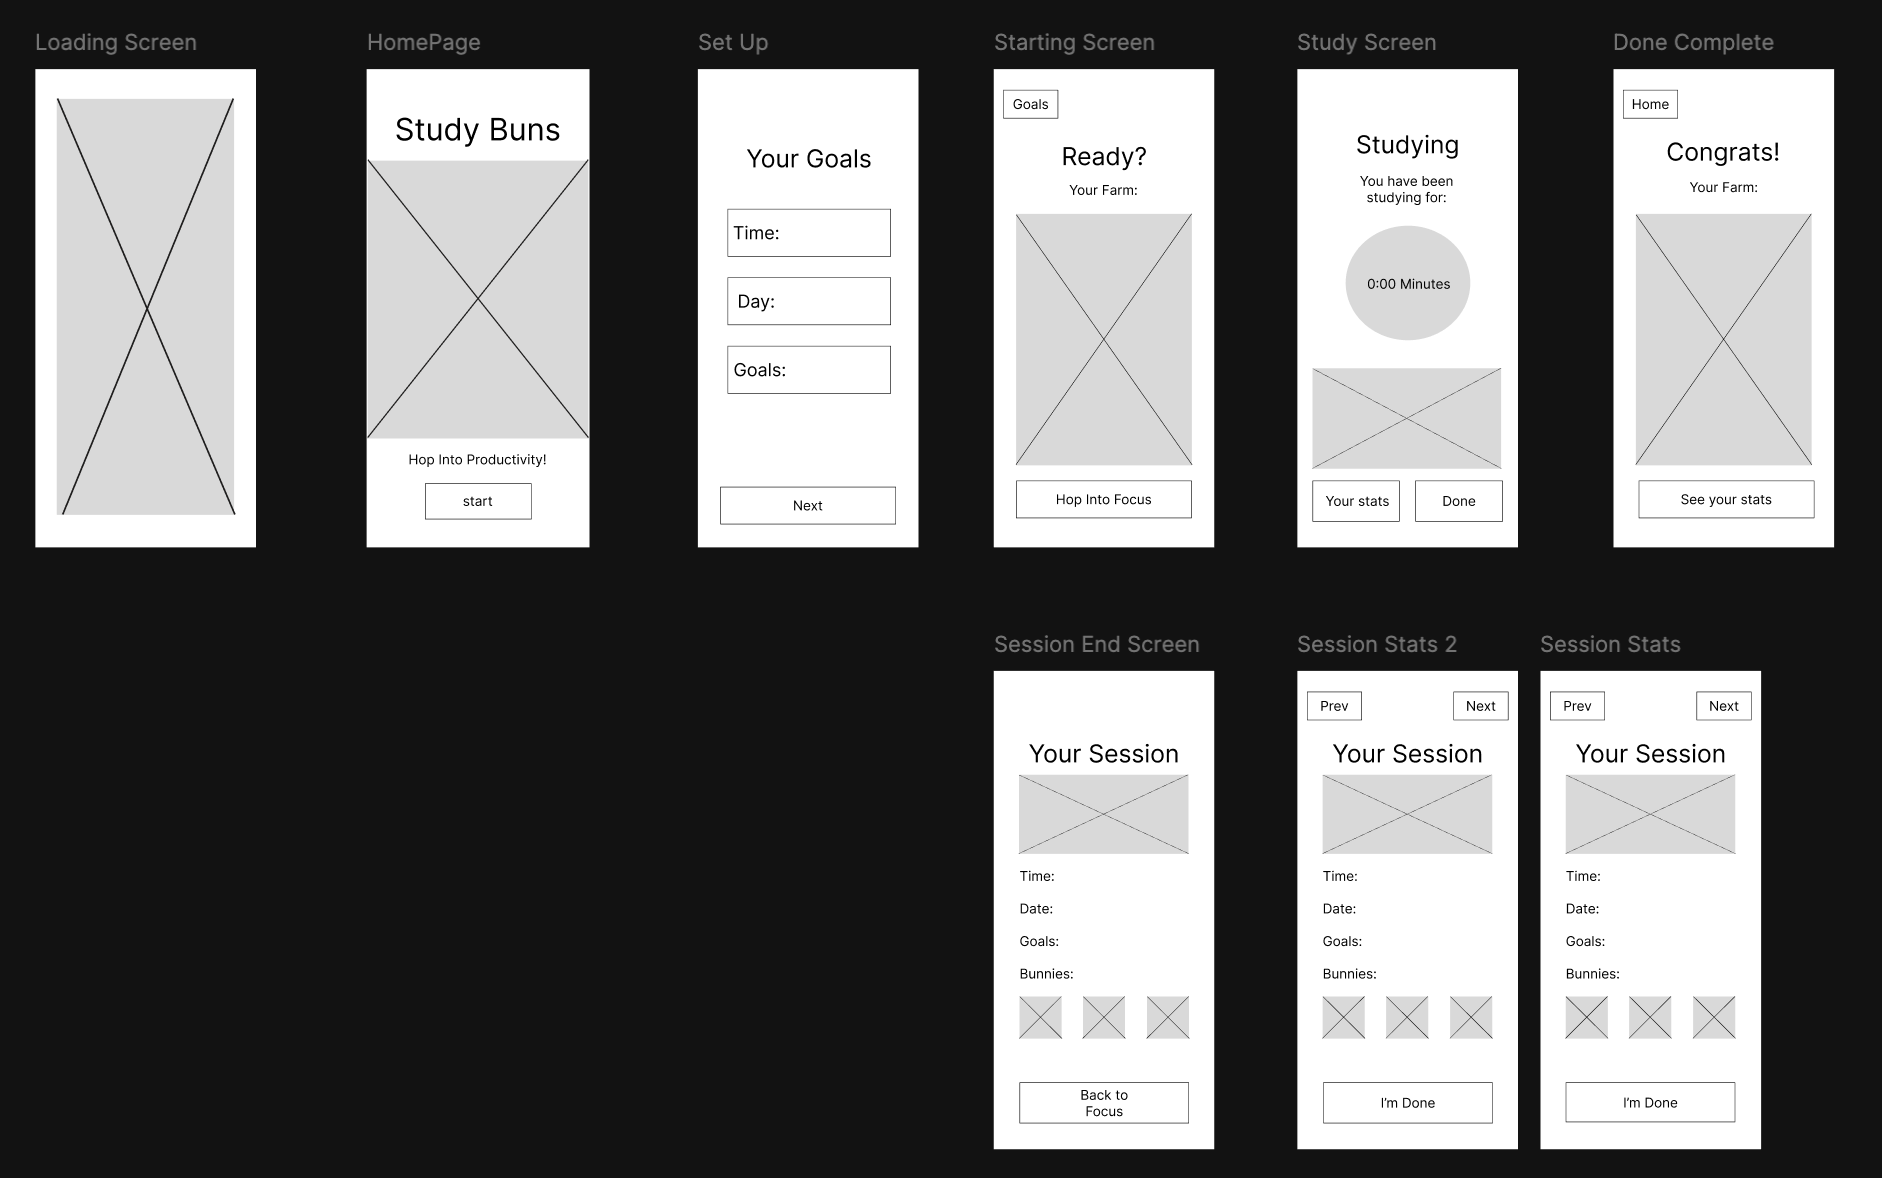 Loading Screen
HomePage
Study Buns
Hop Into Productivity!
start
Set Up
Your Goals
Time:
Day:
Goals:
Next
Starting Screen
Goals
Ready?
Your Farm:
Hop Into Focus
Study Screen
Studying
You have been
studying for:
0:00 Minutes
Your stats
Done
Done Complete
Home
Congrats!
Your Farm:
See your stats
Session End Screen
Your Session
Time:
Date:
Goals:
Bunnies:
Back to
Focus
Session Stats 2
Prev
Next
Your Session
Time:
Date:
Goals:
Bunnies:
I'm Done
Session Stats
Prev
Next
Your Session
Time:
Date:
Goals:
Bunnies:
I'm Done